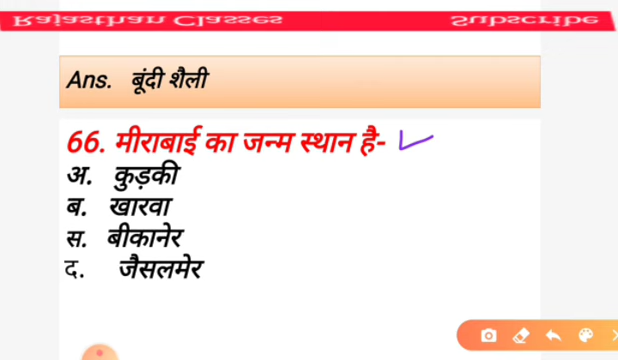 Rajasthan Classes Subscribe
Ans. बूंदी शैली
66. मीराबाई का जन्म स्थान है-
अ. कुड़की
ब. खारवा
स. बीकानेर
द. जैसलमेर